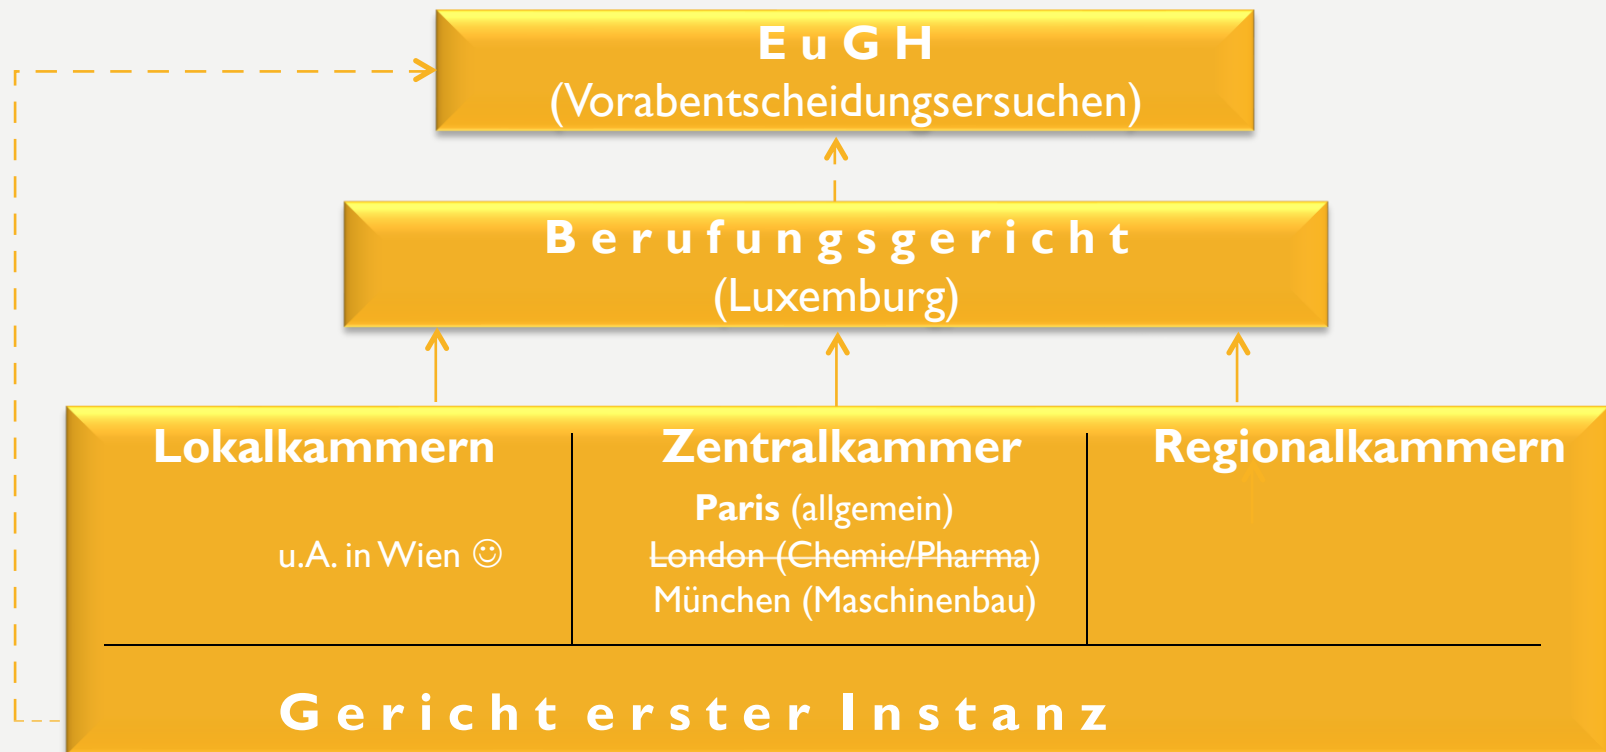 EuGH
(Vorabentscheidungsersuchen)
Berufungsgericht
(Luxemburg)
Lokalkammern
u.A. in Wien ☺
Zentralkammer
Paris (allgemein)
London (Chemie/Pharma)
München (Maschinenbau)
Regionalkammern
Gericht erster Instanz